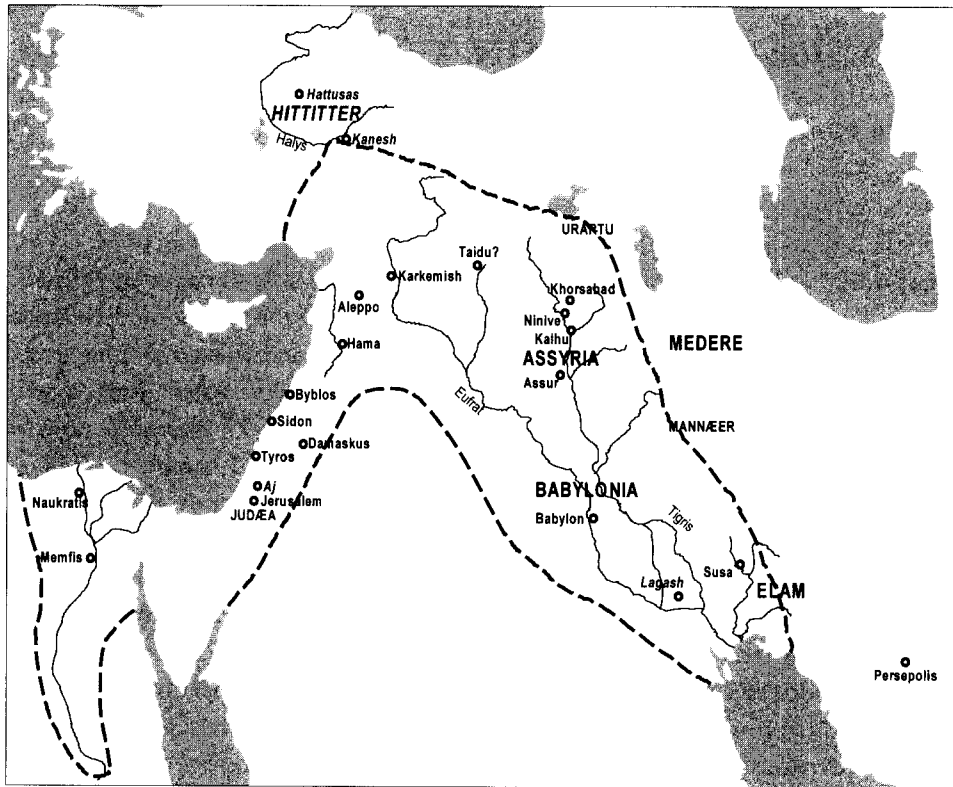 Hattusas
HITTITTER
Halys
Kanesh
URARTU
Taidu?
Karkemish
Khorsabad
Aleppo
Ninive
Kalhu
Hama
MEDERE
ASSYRIA
Assur
Byblos
Eufrat
Sidon
MANNÆER
Damaskus
Tyros
Aj
Naukratis
Jerusalem
JUDÆA
BABYLONIA
Babylon
Tigris
Memfis
Susa
Lagash
ELAM
Persepolis